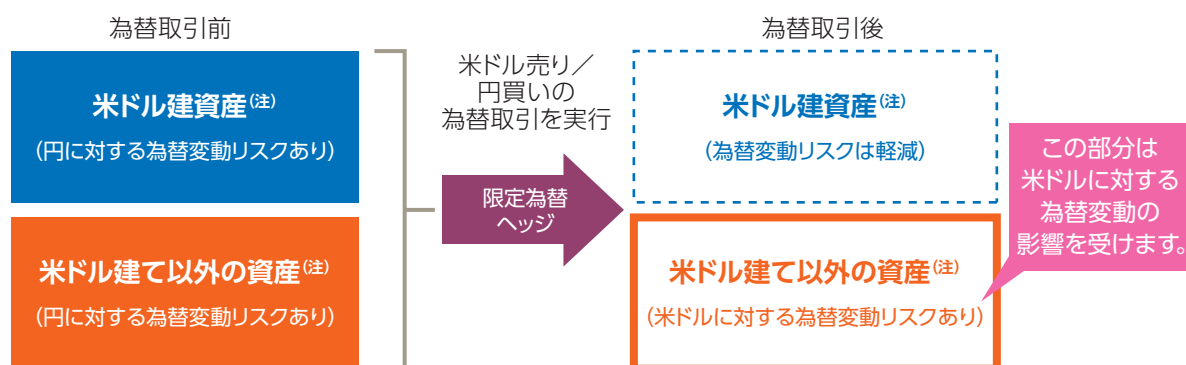 為替取引前
米ドル建資産(注)
(円に対する為替変動リスクあり)
米ドル建て以外の資産(注)
(円に対する為替変動リスクあり)
米ドル売り／
円買いの
為替取引を実行
限定為替
ヘッジ
為替取引後
米ドル建資産(注)
(為替変動リスクは軽減)
米ドル建て以外の資産(注)
(米ドルに対する為替変動リスクあり)
この部分は
米ドルに対する
為替変動の
影響を受けます。